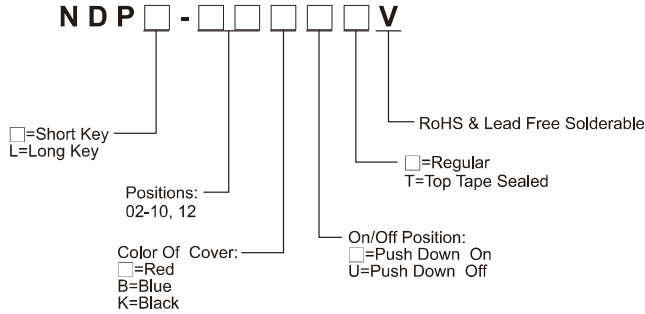 NDP□-□□□□□V
RoHS & Lead Free Solderable
□=Short Key
L=Long Key
□=Regular
T=Top Tape Sealed
Positions:
02-10, 12
On/Off Position:
□=Push Down On
U=Push Down Off
Color Of Cover:
□=Red
B=Blue
K=Black